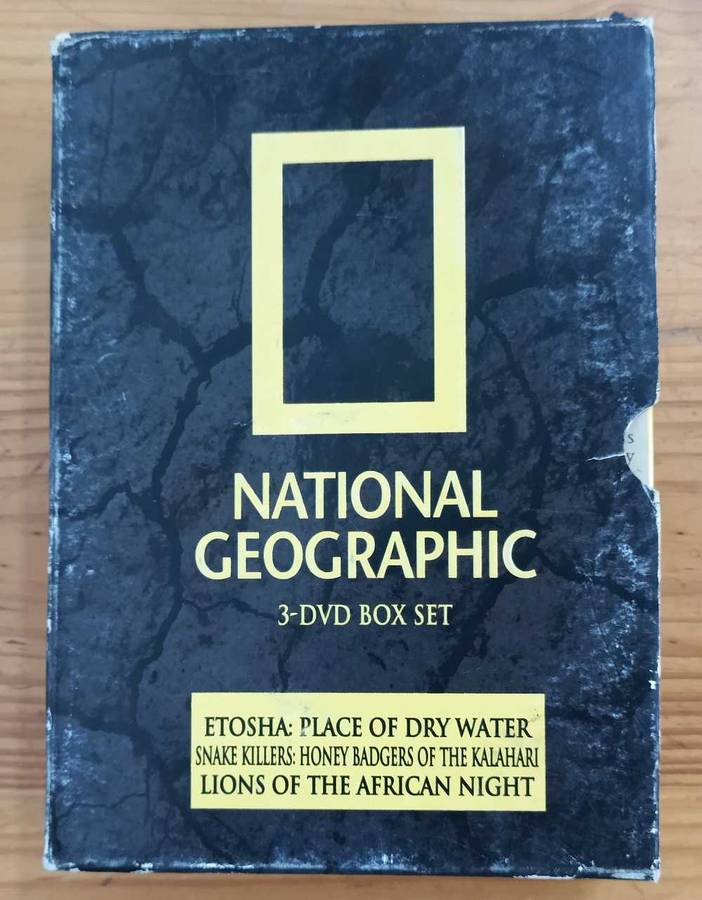 NATIONAL
GEOGRAPHIC
3-DVD BOX SET
ETOSHA: PLACE OF DRY WATER
SNAKE KILLERS: HONEY BADGERS OF THE KALAHARI
LIONS OF THE AFRICAN NIGHT
S
V